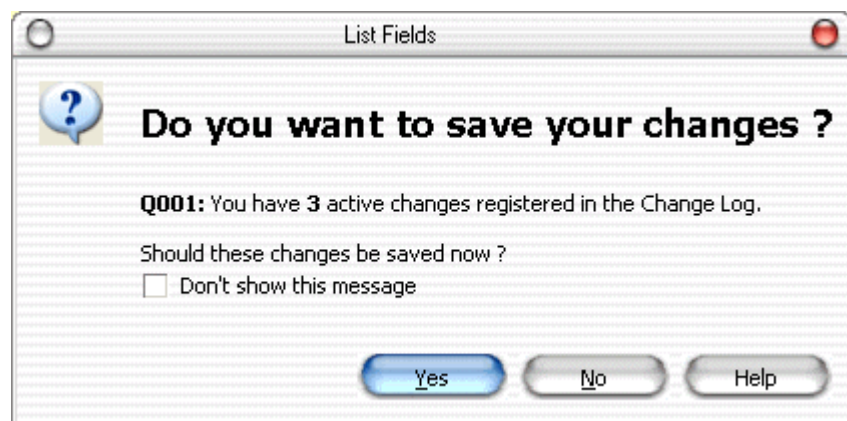 List Fields
Do you want to save your changes ?
Q001: You have 3 active changes registered in the Change Log.
Should these changes be saved now ?
Don't show this message
Yes No Help